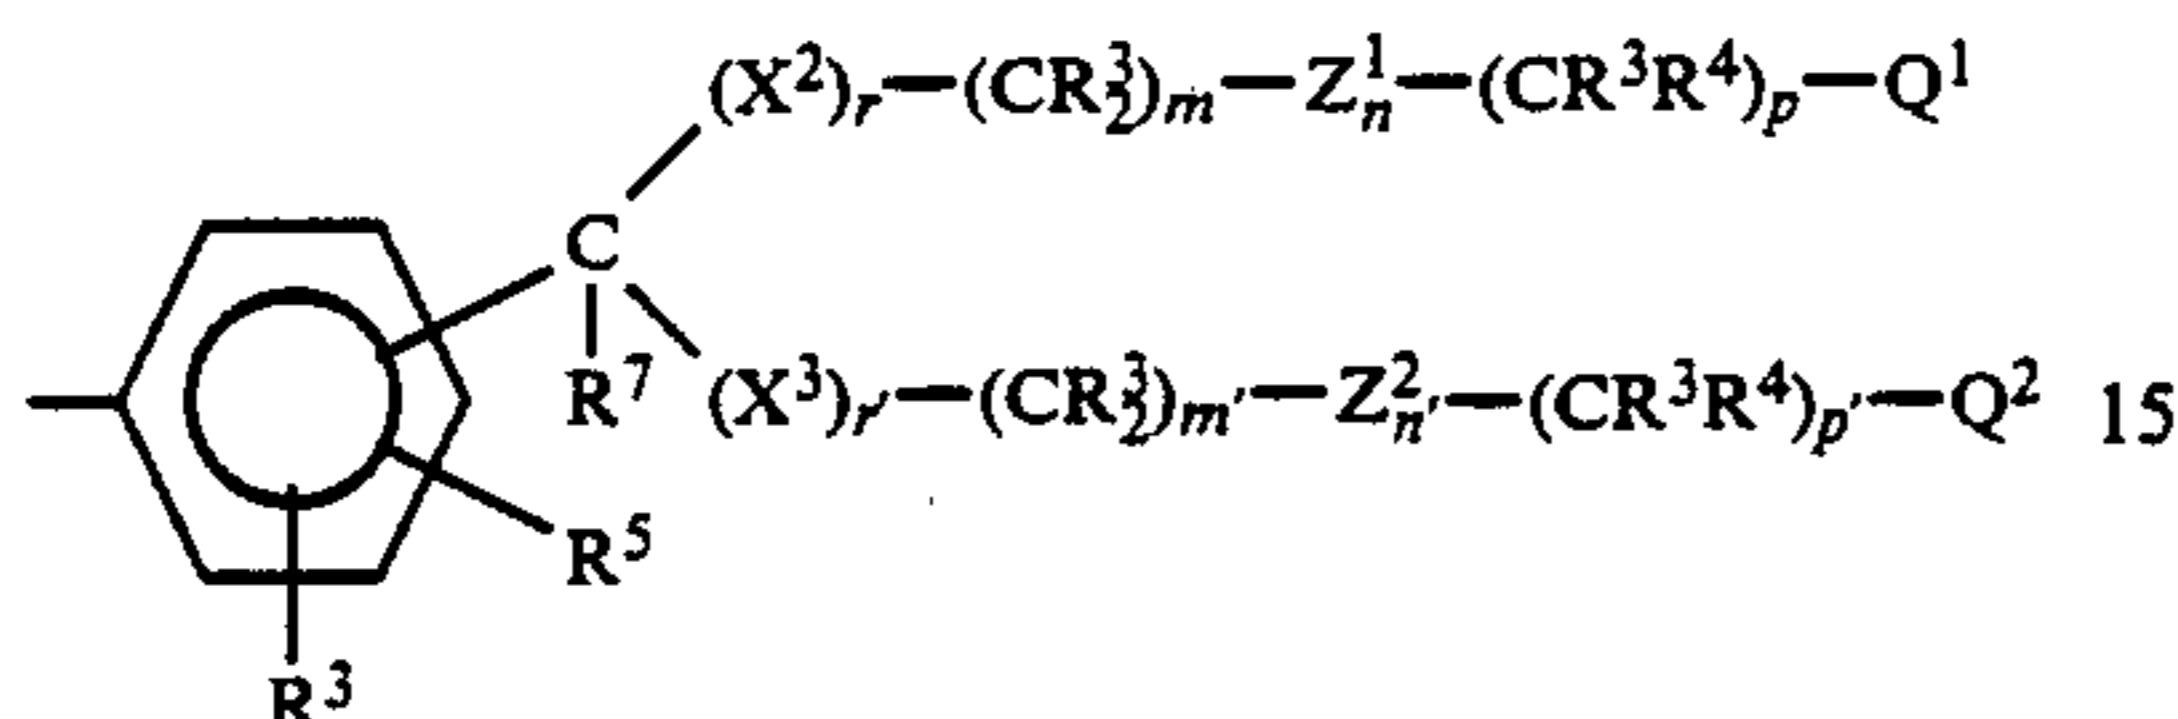 (X²)ᵣ—(CR³₂)ₘ—Z¹ₙ—(CR³R⁴)ₚ—Q¹
C
R⁷ (X³)ᵣ′—(CR³₂)ₘ′—Z²ₙ′—(CR³R⁴)ₚ′—Q² 15
R⁵
R³